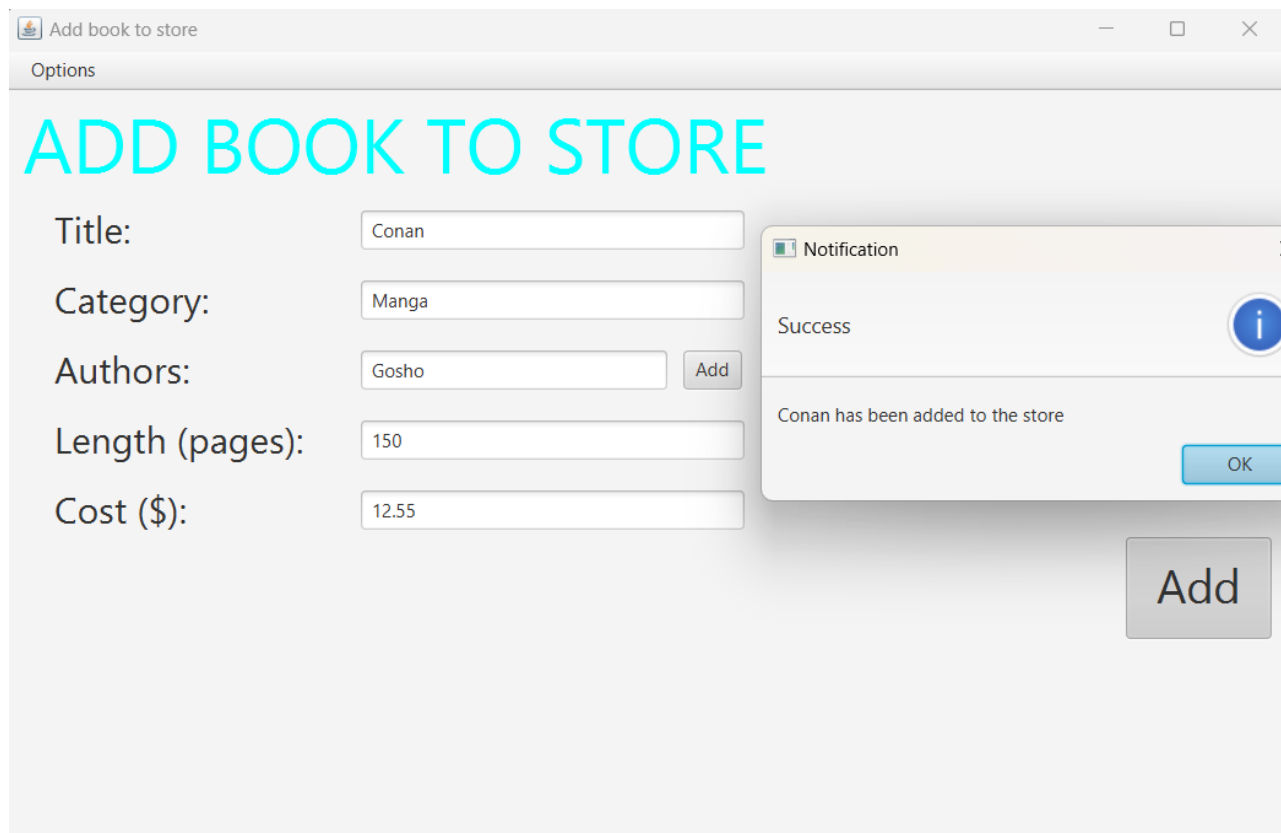 Add book to store
Options
ADD BOOK TO STORE
Title:
Conan
Category:
Manga
Authors:
Gosho
Add
Length (pages):
150
Cost ($):
12.55
Notification
Success
Conan has been added to the store
OK
Add